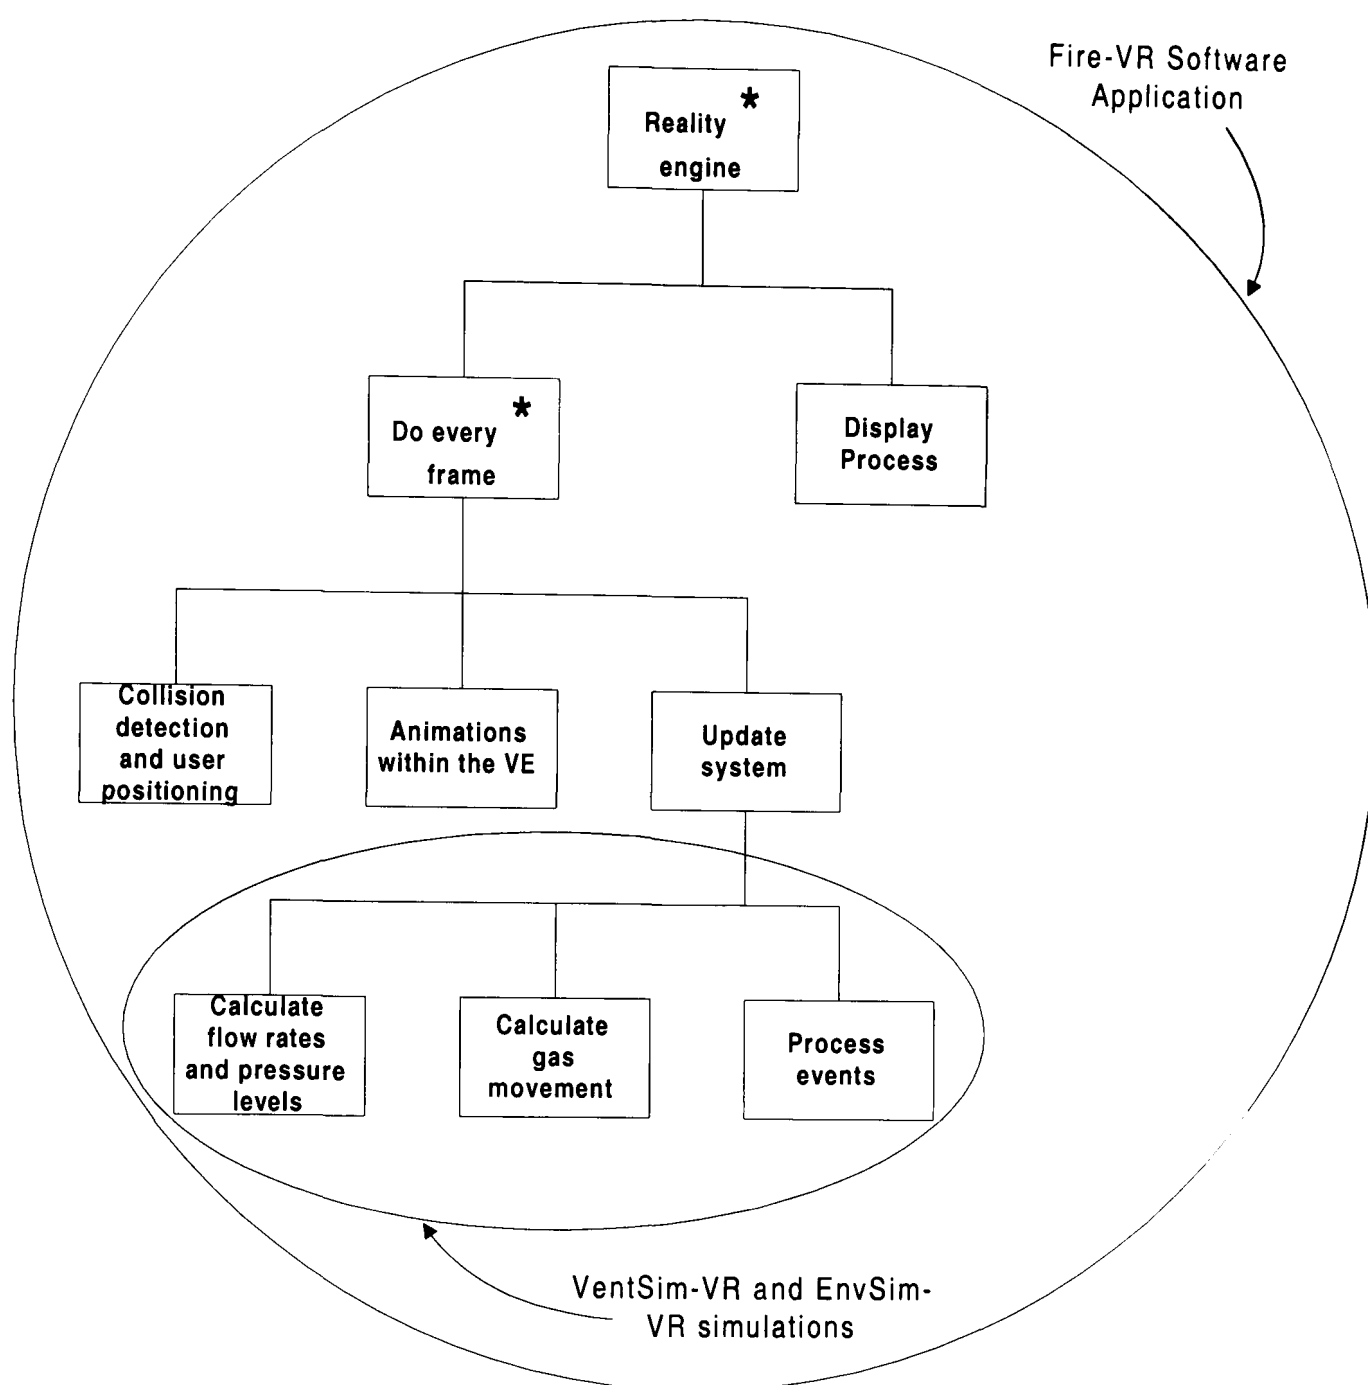 Fire-VR Software
Application
*
Reality
engine
*
Do every
frame
Display
Process
Collision
detection
and user
positioning
Animations
within the VE
Update
system
Calculate
flow rates
and pressure
levels
Calculate
gas
movement
Process
events
VentSim-VR and EnvSim-
VR simulations